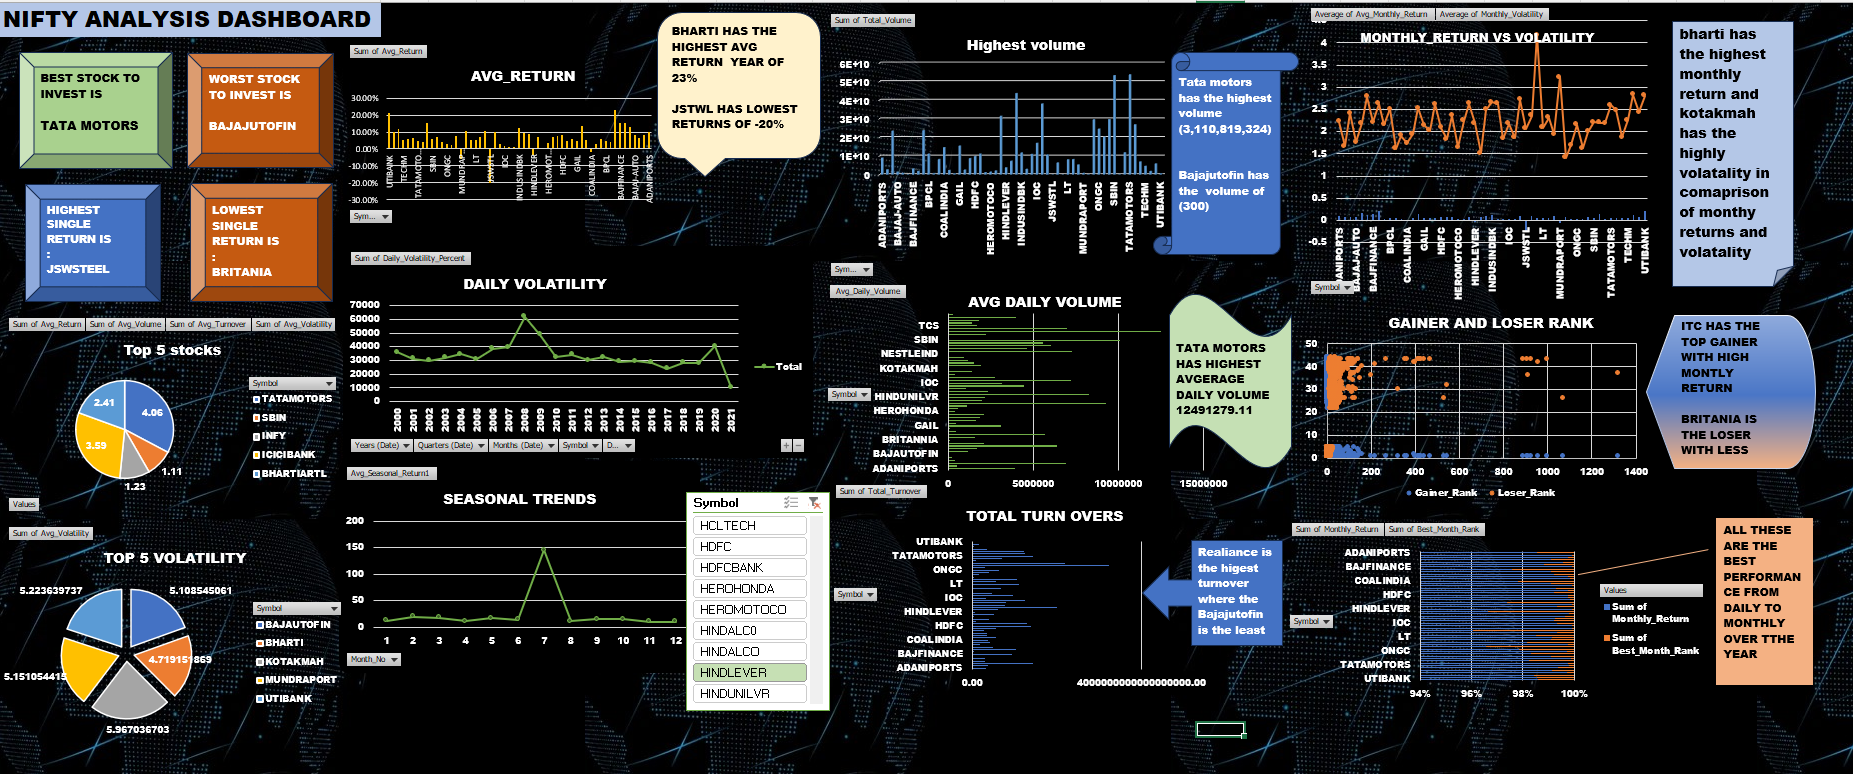 NIFTY ANALYSIS DASHBOARD
BEST STOCK TO
INVEST IS
TATA MOTORS
WORST STOCK
TO INVEST IS
BAJAJUTOFIN
HIGHEST
SINGLE
RETURN IS
:
JSWSTEEL
LOWEST
SINGLE
RETURN IS
:
BRITANIA
Sum of Avg_Return
AVG_RETURN
30.00%
20.00%
10.00%
0.00%
-10.00%
-20.00%
-30.00%
UTIBANK
TECHM
TATAMOTO...
SBIN
ONGC
MUNDRAP...
LT
JSWSTL
IOC
INDUSINDBK
HINDLEVER
HEROMOT...
HDFC
GAIL
COALINDIA
BPCL
BAJFINANCE
BAJAJ-AUTO
ADANIPORTS
Sym...
BHARTI HAS THE
HIGHEST AVG
RETURN YEAR OF
23%
JSTWL HAS LOWEST
RETURNS OF -20%
Sum of Total_Volume
Highest volume
6E+10
5E+10
4E+10
3E+10
2E+10
1E+10
0
ADANIPORTS
BAJAJ-AUTO
BAJFINANCE
BPCL
COALINDIA
GAIL
HDFC
HEROMOTOCO
HINDLEVER
INDUSINDBK
IOC
JSWSTL
LT
MUNDRAPORT
ONGC
SBIN
TATAMOTORS
TECHM
UTIBANK
Sym...
Tata motors
has the highest
volume
(3,110,819,324)
Bajajutofin has
the volume of
(300)
Average of Avg_Monthly_Return
Average of Monthly_Volatility
MONTHLY_RETURN VS VOLATILITY
4.5
4
3.5
3
2.5
2
1.5
1
0.5
0
-0.5
BAJAJ-AUTO
BAJFINANCE
BPCL
COALINDIA
GAIL
HDFC
HEROMOTOCO
HINDLEVER
INDUSINDBK
IOC
JSWSTL
LT
MUNDRAPORT
ONGC
SBIN
TATAMOTORS
TECHM
UTIBANK
Symbol
bharti has
the highest
monthly
return and
kotakmah
has the
highly
volatality in
comaprison
of monthy
returns and
volatality
Sum of Daily_Volatility_Percent
DAILY VOLATILITY
70000
60000
50000
40000
30000
20000
10000
0
2000
2001
2002
2003
2004
2005
2006
2007
2008
2009
2010
2011
2012
2013
2014
2015
2016
2017
2018
2019
2020
2021
Total
Years (Date)
Quarters (Date)
Months (Date)
Symbol
D...
+ −
Sum of Avg_Return
Sum of Avg_Volume
Sum of Avg_Turnover
Sum of Avg_Volatility
Top 5 stocks
4.06
1.11
1.23
3.59
2.41
Symbol
TATAMOTORS
SBIN
INFY
ICICIBANK
BHARTIARTL
Values
Avg_Daily_Volume
AVG DAILY VOLUME
TCS
SBIN
NESTLEIND
KOTAKMAH
IOC
HINDUNILVR
HEROHONDA
GAIL
BRITANNIA
BAJAUTOFIN
ADANIPORTS
0
5000000
10000000
15000000
Symbol
TATA MOTORS
HAS HIGHEST
AVGERAGE
DAILY VOLUME
12491279.11
GAINER AND LOSER RANK
50
40
30
20
10
0
0
200
400
600
800
1000
1200
1400
Gainer_Rank
Loser_Rank
ITC HAS THE
TOP GAINER
WITH HIGH
MONTLY
RETURN
BRITANIA IS
THE LOSER
WITH LESS
Avg_Seasonal_Return1
SEASONAL TRENDS
200
150
100
50
0
1
2
3
4
5
6
7
8
9
10
11
12
Month_No
Symbol
HCLTECH
HDFC
HDFCBANK
HEROHONDA
HEROMOTOCO
HINDALC0
HINDALCO
HINDLEVER
HINDUNILVR
Sum of Avg_Volatility
TOP 5 VOLATILITY
5.223639737
5.108545061
4.719151869
5.967036703
5.151054415
Symbol
BAJAUTOFIN
BHARTI
KOTAKMAH
MUNDRAPORT
UTIBANK
Sum of Total_Turnover
TOTAL TURN OVERS
UTIBANK
TATAMOTORS
ONGC
LT
IOC
HINDLEVER
HDFC
COALINDIA
BAJFINANCE
ADANIPORTS
0.00
Symbol
Realiance is
the higest
turnover
where the
Bajajutofin
is the least
Sum of Monthly_Return
Sum of Best_Month_Rank
ADANIPORTS
BAJFINANCE
COALINDIA
HDFC
HINDLEVER
IOC
LT
ONGC
TATAMOTORS
UTIBANK
94%
96%
98%
100%
Symbol
Values
Sum of
Monthly_Return
Sum of
Best_Month_Rank
ALL THESE
ARE THE
BEST
PERFORMAN
CE FROM
DAILY TO
MONTHLY
OVER TTHE
YEAR